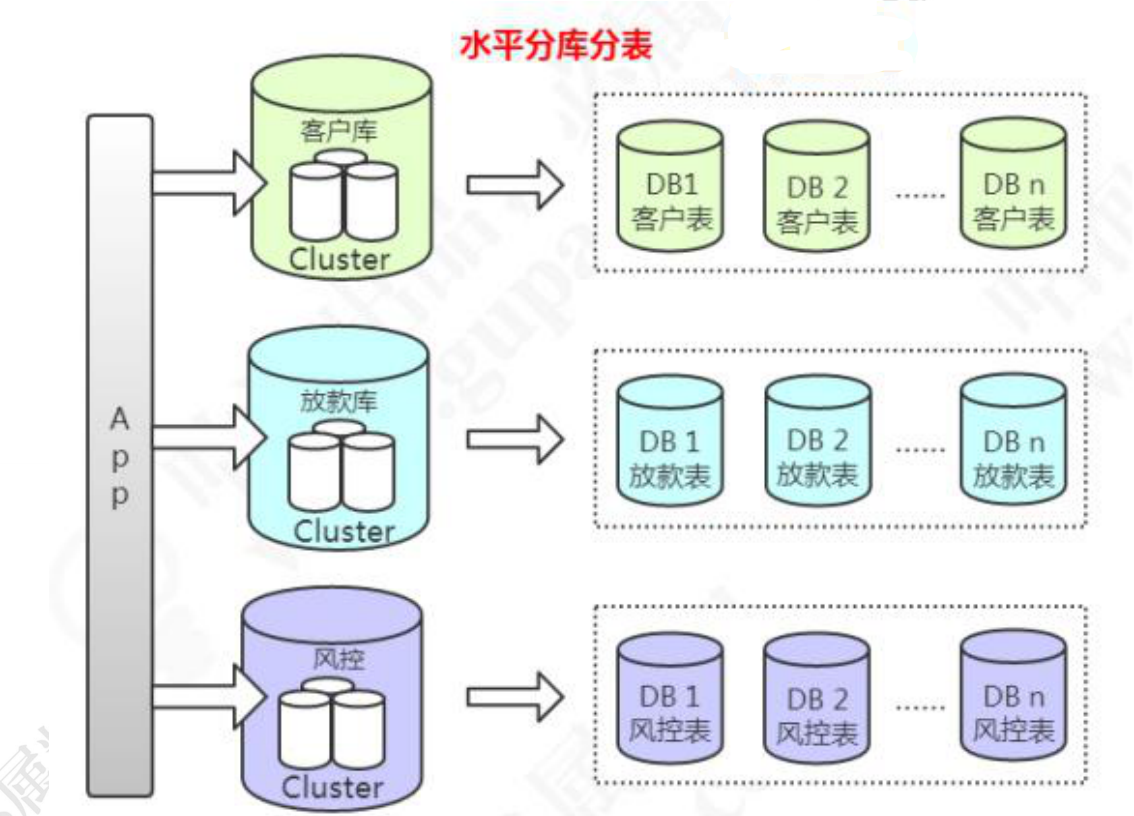 水平分库分表
App
客户库
Cluster
DB1
客户表
DB 2
客户表
......
DB n
客户表
放款库
Cluster
DB 1
放款表
DB 2
放款表
......
DB n
放款表
风控
Cluster
DB 1
风控表
DB 2
风控表
......
DB n
风控表